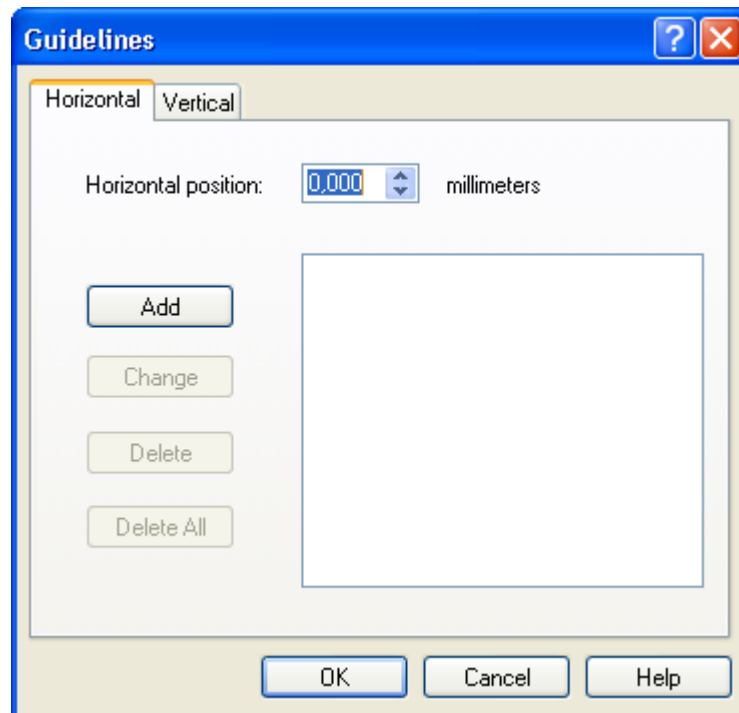 Guidelines
Horizontal Vertical
Horizontal position: 0,000 millimeters
Add
Change
Delete
Delete All
OK Cancel Help